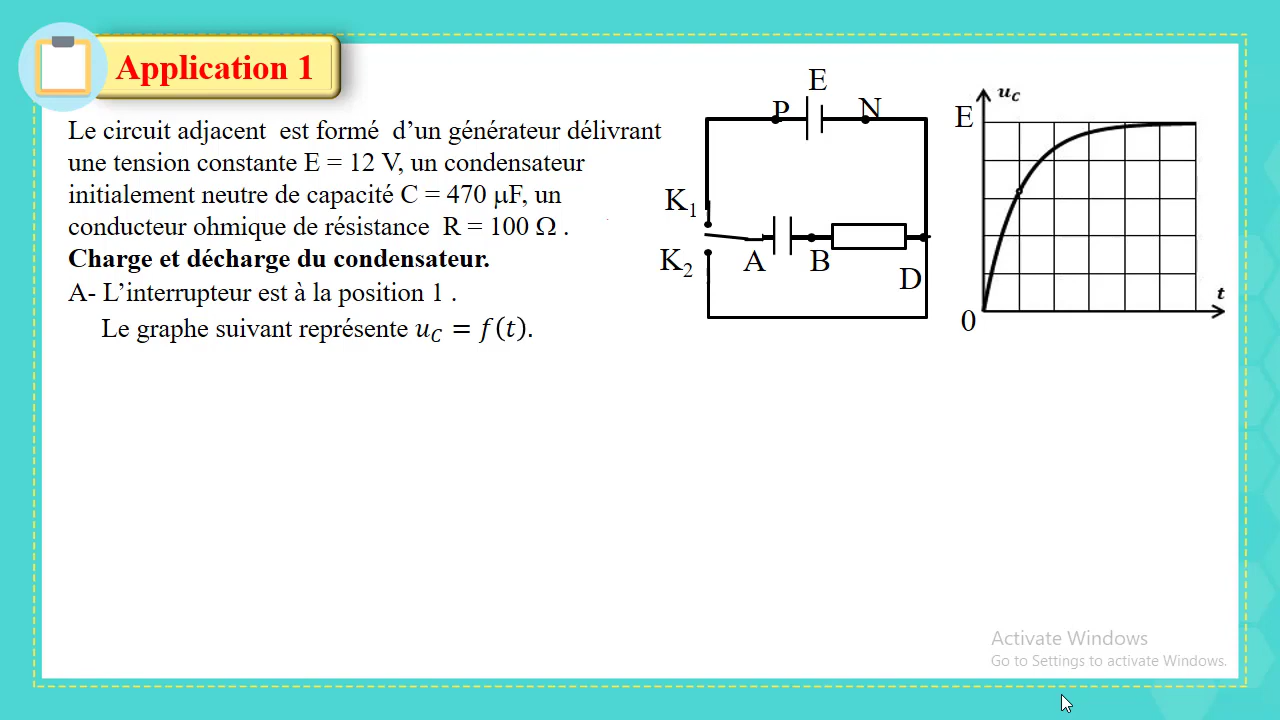 Application 1
Le circuit adjacent est formé d'un générateur délivrant
une tension constante E = 12 V, un condensateur
initialement neutre de capacité C = 470 μF, un
conducteur ohmique de résistance R = 100 Ω .
Charge et décharge du condensateur.
A- L'interrupteur est à la position 1 .
Le graphe suivant représente u_C = f(t).
E
P
N
K₁
K₂
A
B
D
u_C
E
t
0
Activate Windows
Go to Settings to activate Windows.